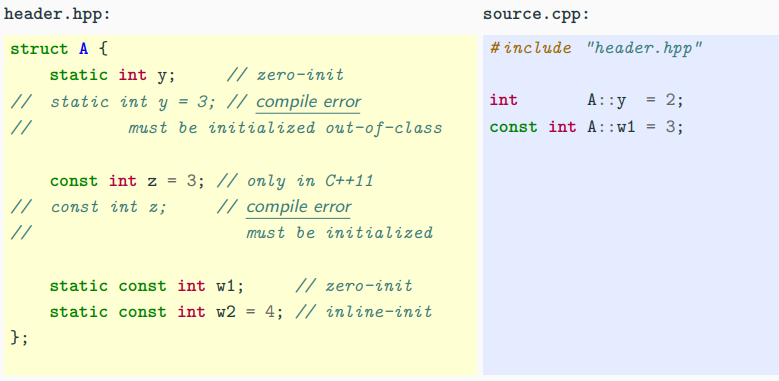 header.hpp:
struct A {
    static int y;     // zero-init
//  static int y = 3; // compile error
//          must be initialized out-of-class
    const int z = 3; // only in C++11
//  const int z;     // compile error
//                      must be initialized
    static const int w1;     // zero-init
    static const int w2 = 4; // inline-init
};
source.cpp:
#include "header.hpp"
int       A::y  = 2;
const int A::w1 = 3;